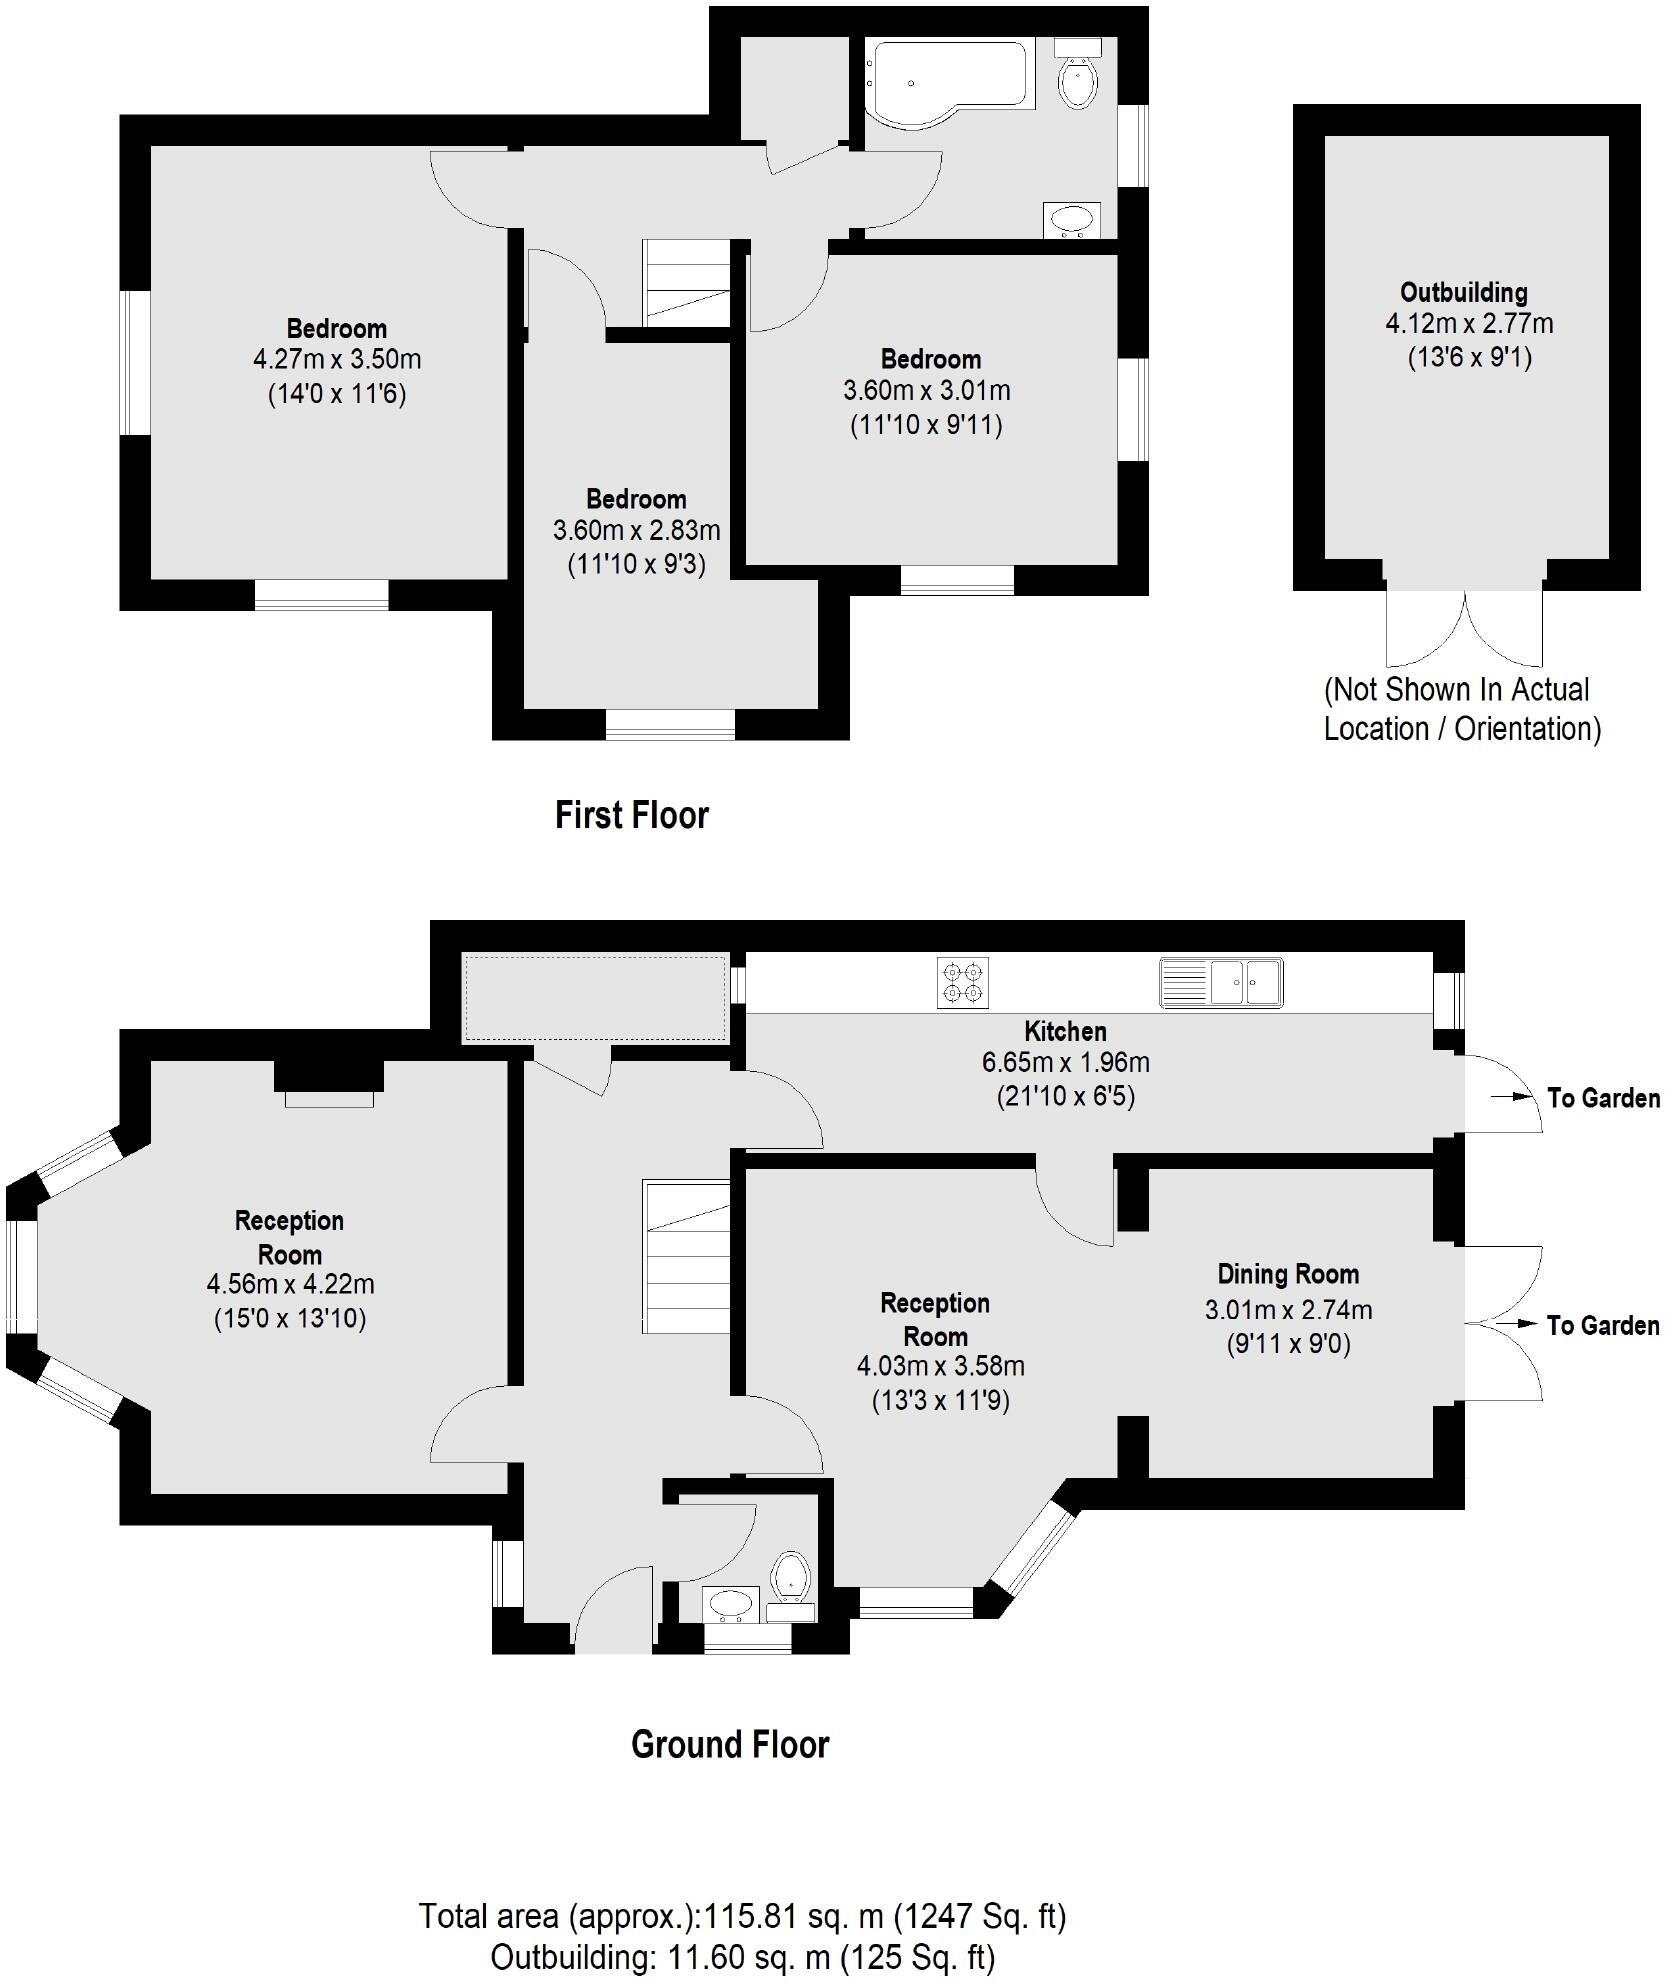 Bedroom
4.27m x 3.50m
(14'0 x 11'6)
Bedroom
3.60m x 2.83m
(11'10 x 9'3)
Bedroom
3.60m x 3.01m
(11'10 x 9'11)
Outbuilding
4.12m x 2.77m
(13'6 x 9'1)
(Not Shown In Actual
Location / Orientation)
First Floor
Kitchen
6.65m x 1.96m
(21'10 x 6'5)
To Garden
Reception
Room
4.56m x 4.22m
(15'0 x 13'10)
Reception
Room
4.03m x 3.58m
(13'3 x 11'9)
Dining Room
3.01m x 2.74m
(9'11 x 9'0)
To Garden
Ground Floor
Total area (approx.):115.81 sq. m (1247 Sq. ft)
Outbuilding: 11.60 sq. m (125 Sq. ft)